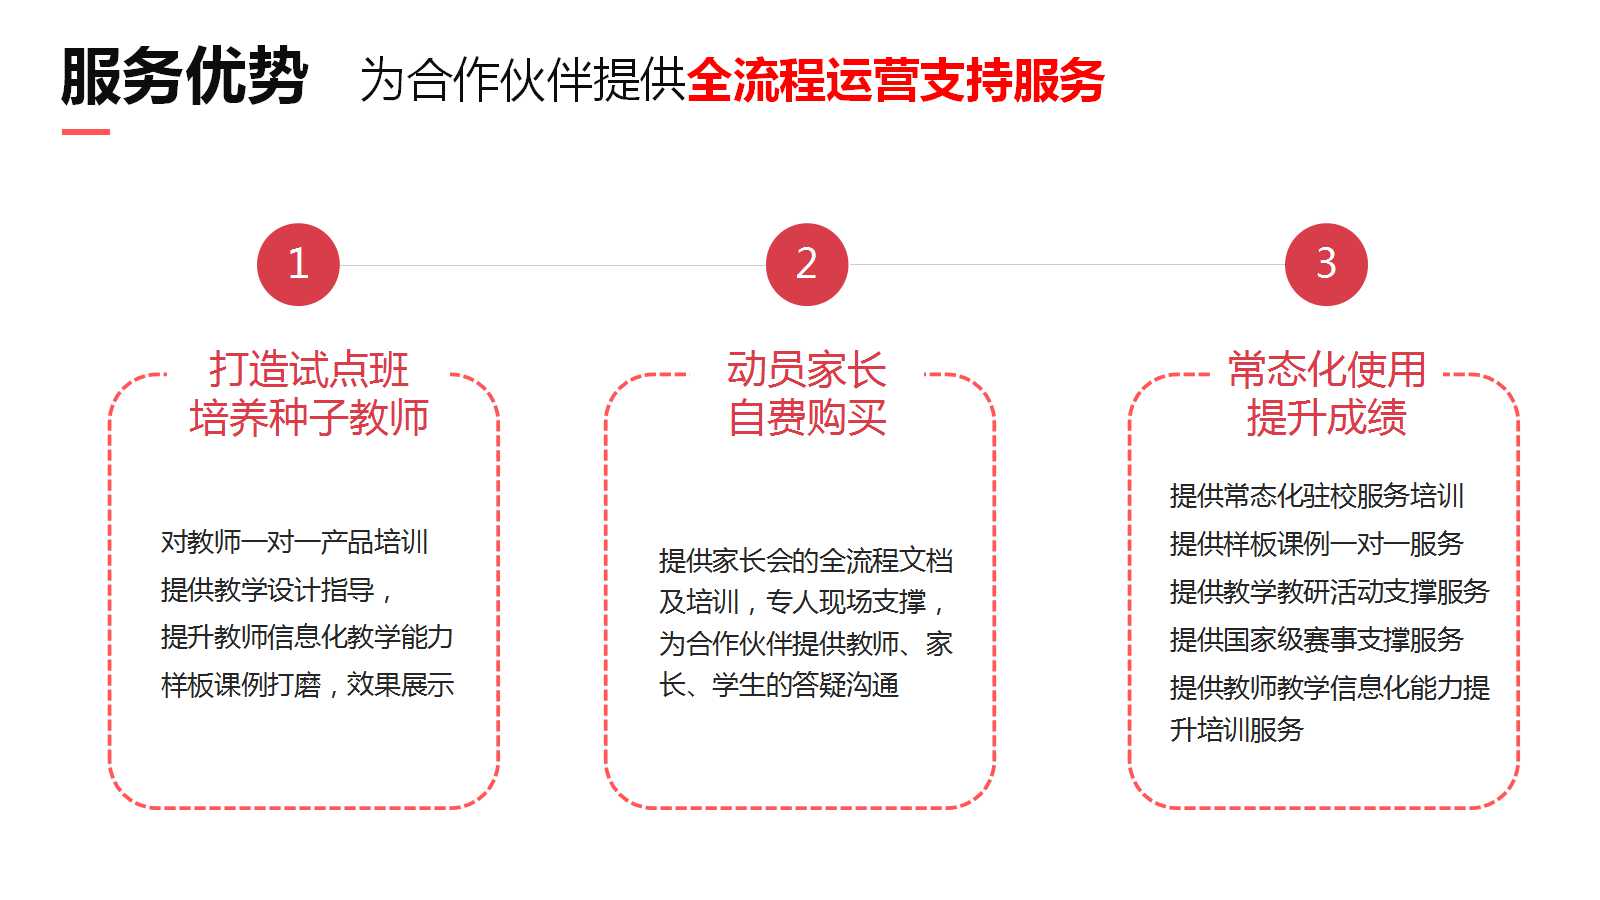 服务优势 为合作伙伴提供全流程运营支持服务
1
2
3
打造试点班
培养种子教师
对教师一对一产品培训
提供教学设计指导，
提升教师信息化教学能力
样板课例打磨，效果展示
动员家长
自费购买
提供家长会的全流程文档
及培训，专人现场支撑，
为合作伙伴提供教师、家
长、学生的答疑沟通
常态化使用
提升成绩
提供常态化驻校服务培训
提供样板课例一对一服务
提供教学教研活动支撑服务
提供国家级赛事支撑服务
提供教师教学信息化能力提
升培训服务